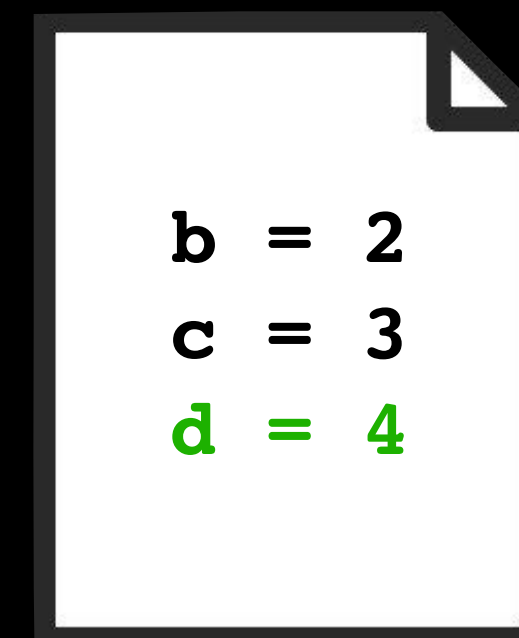 b = 2
c = 3
d = 4